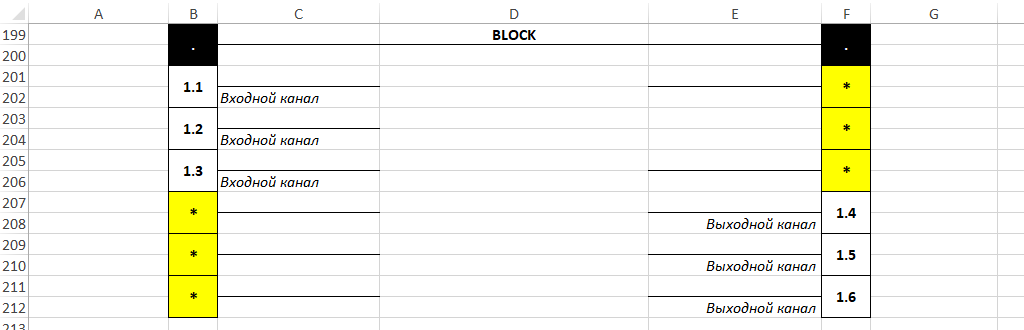 A B C D E F G
199 . BLOCK .
200
201
1.1 *
202 Входной канал
203
1.2 *
204 Входной канал
205
1.3 *
206 Входной канал
207
* 1.4
208 Выходной канал
209
* 1.5
210 Выходной канал
211
* 1.6
212 Выходной канал
213